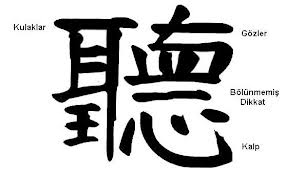 Kulaklar
聽
Gözler
Bölünmemiş
Dikkat
Kalp